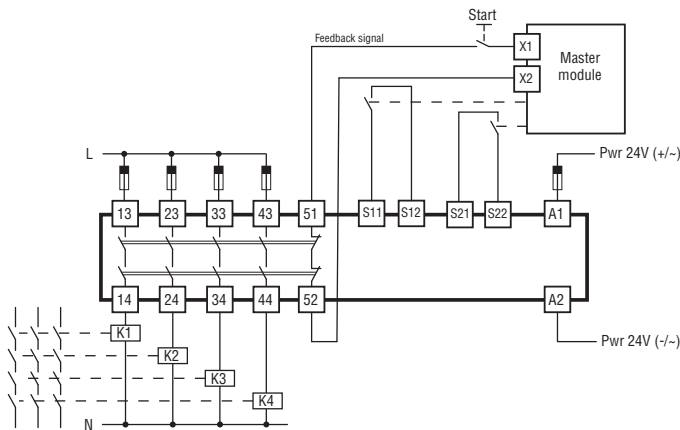 Start
Feedback signal
X1
Master
module
X2
L
Pwr 24V (+/~)
13 23 33 43 51 S11 S12 S21 S22 A1
14 24 34 44 52 A2
K1
Pwr 24V (-/~)
K2
K3
K4
N